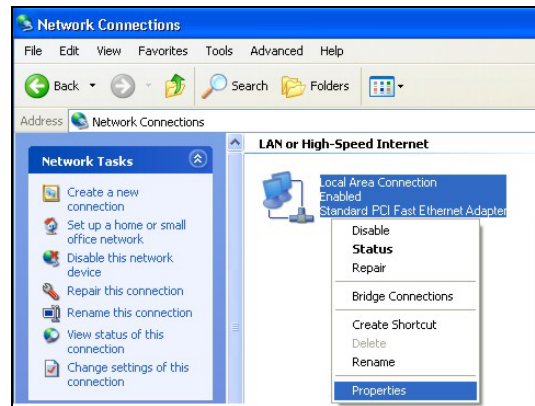 Network Connections
File Edit View Favorites Tools Advanced Help
Back Search Folders
Address Network Connections
Network Tasks
Create a new
connection
Set up a home or small
office network
Disable this network
device
Repair this connection
Rename this connection
View status of this
connection
Change settings of this
connection
LAN or High-Speed Internet
Local Area Connection
Enabled
Standard PCI Fast Ethernet Adapter
Disable
Status
Repair
Bridge Connections
Create Shortcut
Delete
Rename
Properties